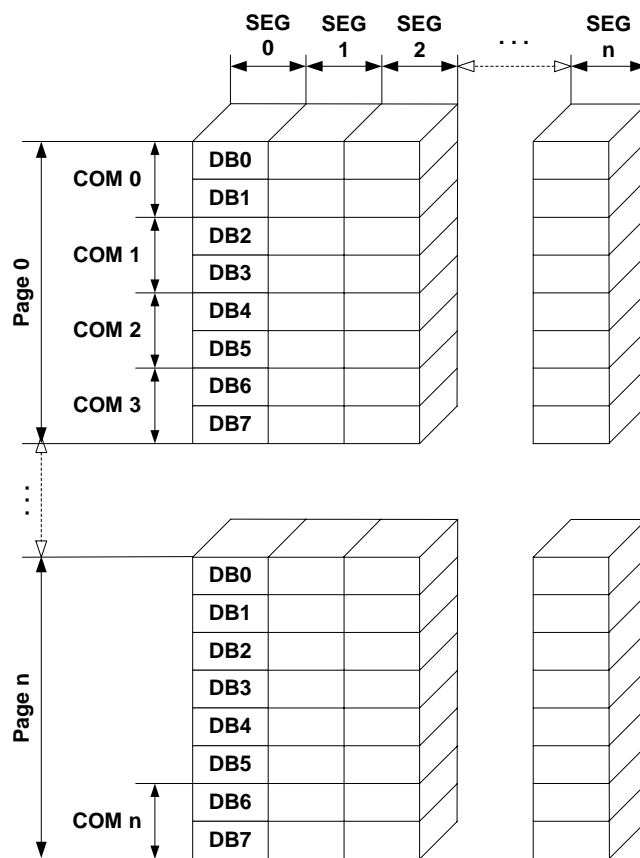 SEG 0
SEG 1
SEG 2
. . .
SEG n
Page 0
COM 0
COM 1
COM 2
COM 3
DB0
DB1
DB2
DB3
DB4
DB5
DB6
DB7
. . .
Page n
COM n
DB0
DB1
DB2
DB3
DB4
DB5
DB6
DB7